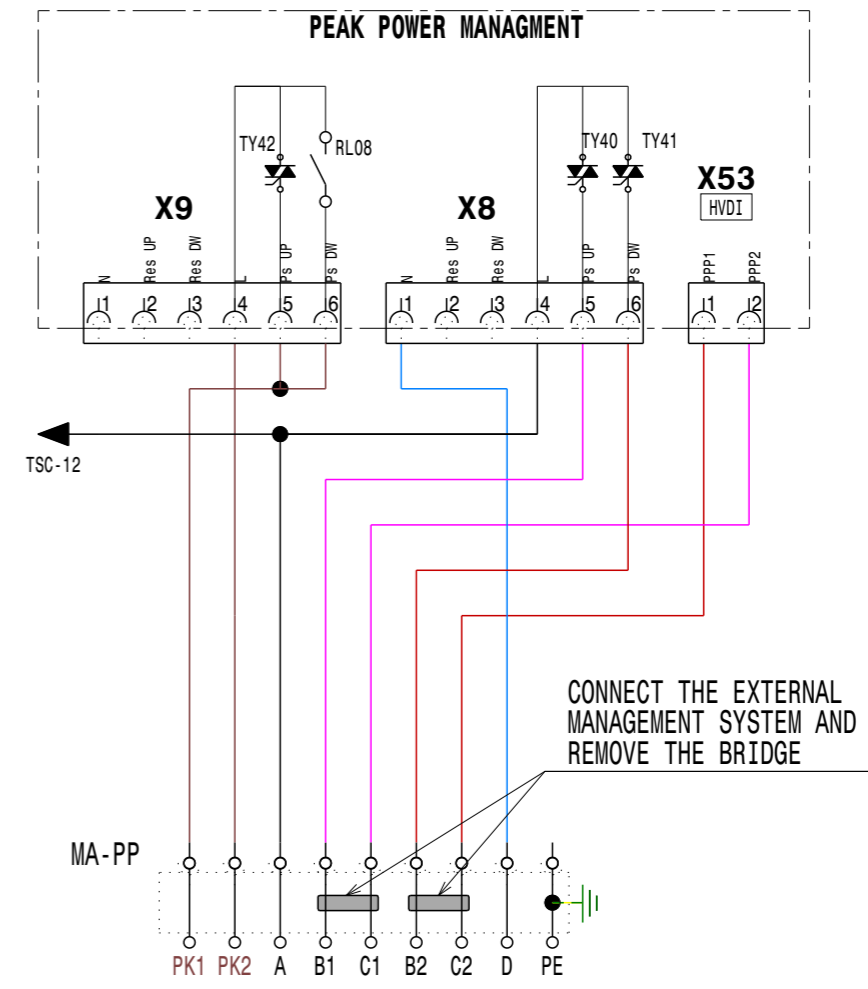 PEAK POWER MANAGMENT
TY42
RL08
TY40
TY41
X9
X8
X53
HVDI
N
Res UP
Res DW
L
Ps UP
Ps DW
N
Res UP
Res DW
L
Ps UP
Ps DW
PPP1
PPP2
1 2 3 4 5 6
1 2 3 4 5 6
1 2
TSC-12
CONNECT THE EXTERNAL
MANAGEMENT SYSTEM AND
REMOVE THE BRIDGE
MA-PP
PK1 PK2 A B1 C1 B2 C2 D PE